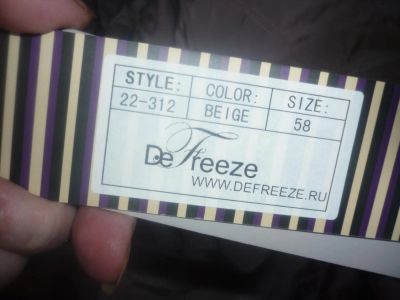 STYLE: COLOR: SIZE:
22-312 BEIGE 58
DeFreeze
WWW.DEFREEZE.RU